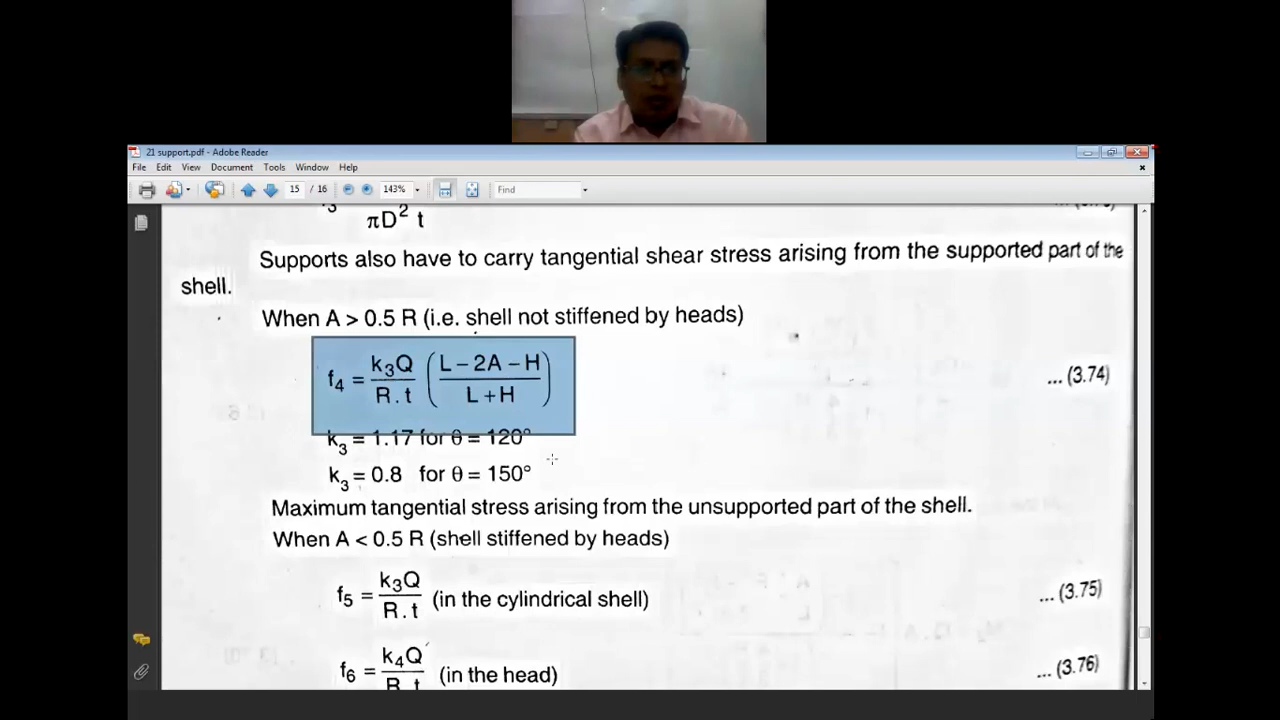 21 support.pdf - Adobe Reader
File Edit View Document Tools Window Help
15 / 16 143% Find
πD² t
Supports also have to carry tangential shear stress arising from the supported part of the
shell.
When A > 0.5 R (i.e. shell not stiffened by heads)
f₄ = k₃Q / R . t ( L – 2A – H / L + H ) ... (3.74)
k₃ = 1.17 for θ = 120°
k₃ = 0.8 for θ = 150°
Maximum tangential stress arising from the unsupported part of the shell.
When A < 0.5 R (shell stiffened by heads)
f₅ = k₃Q / R . t (in the cylindrical shell) ... (3.75)
f₆ = k₄Q / R t (in the head) ... (3.76)